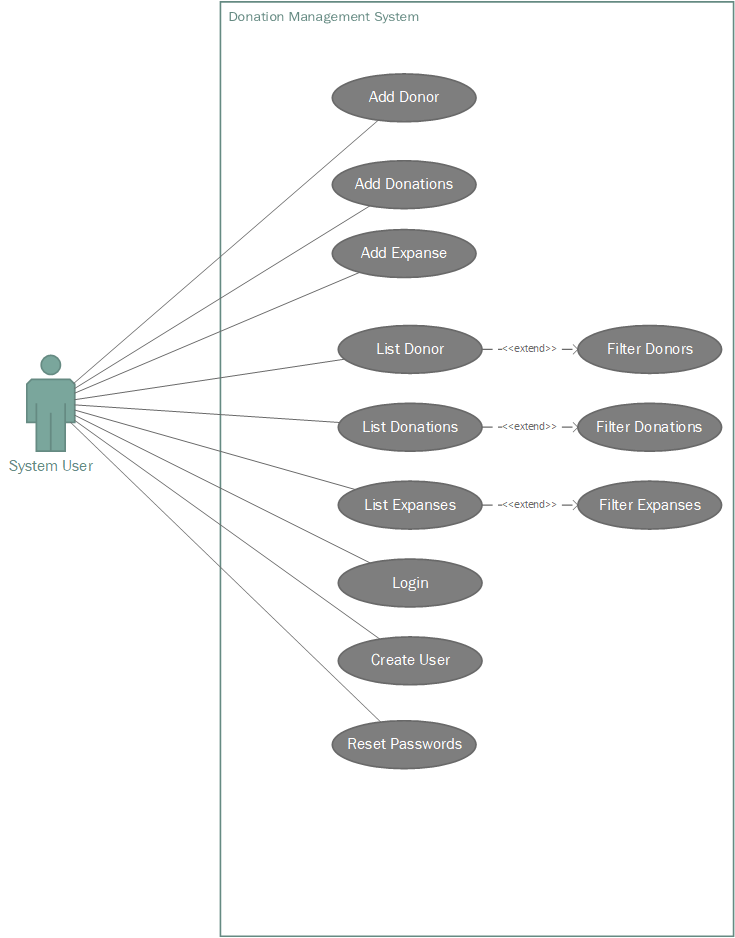 Donation Management System
Add Donor
Add Donations
Add Expanse
List Donor
<<extend>>
Filter Donors
List Donations
<<extend>>
Filter Donations
System User
List Expanses
<<extend>>
Filter Expanses
Login
Create User
Reset Passwords